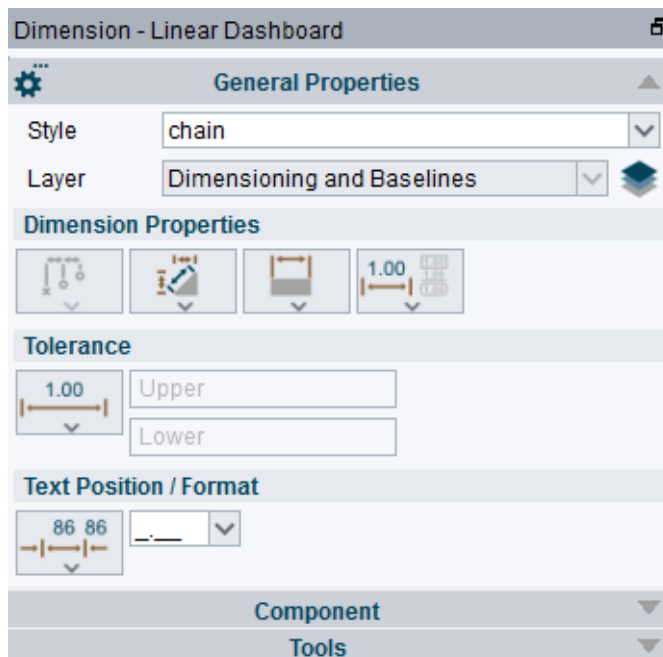 Dimension - Linear Dashboard
General Properties
Style chain
Layer Dimensioning and Baselines
Dimension Properties
1.00
Tolerance
1.00 Upper
Lower
Text Position / Format
86 86 _.__
Component
Tools